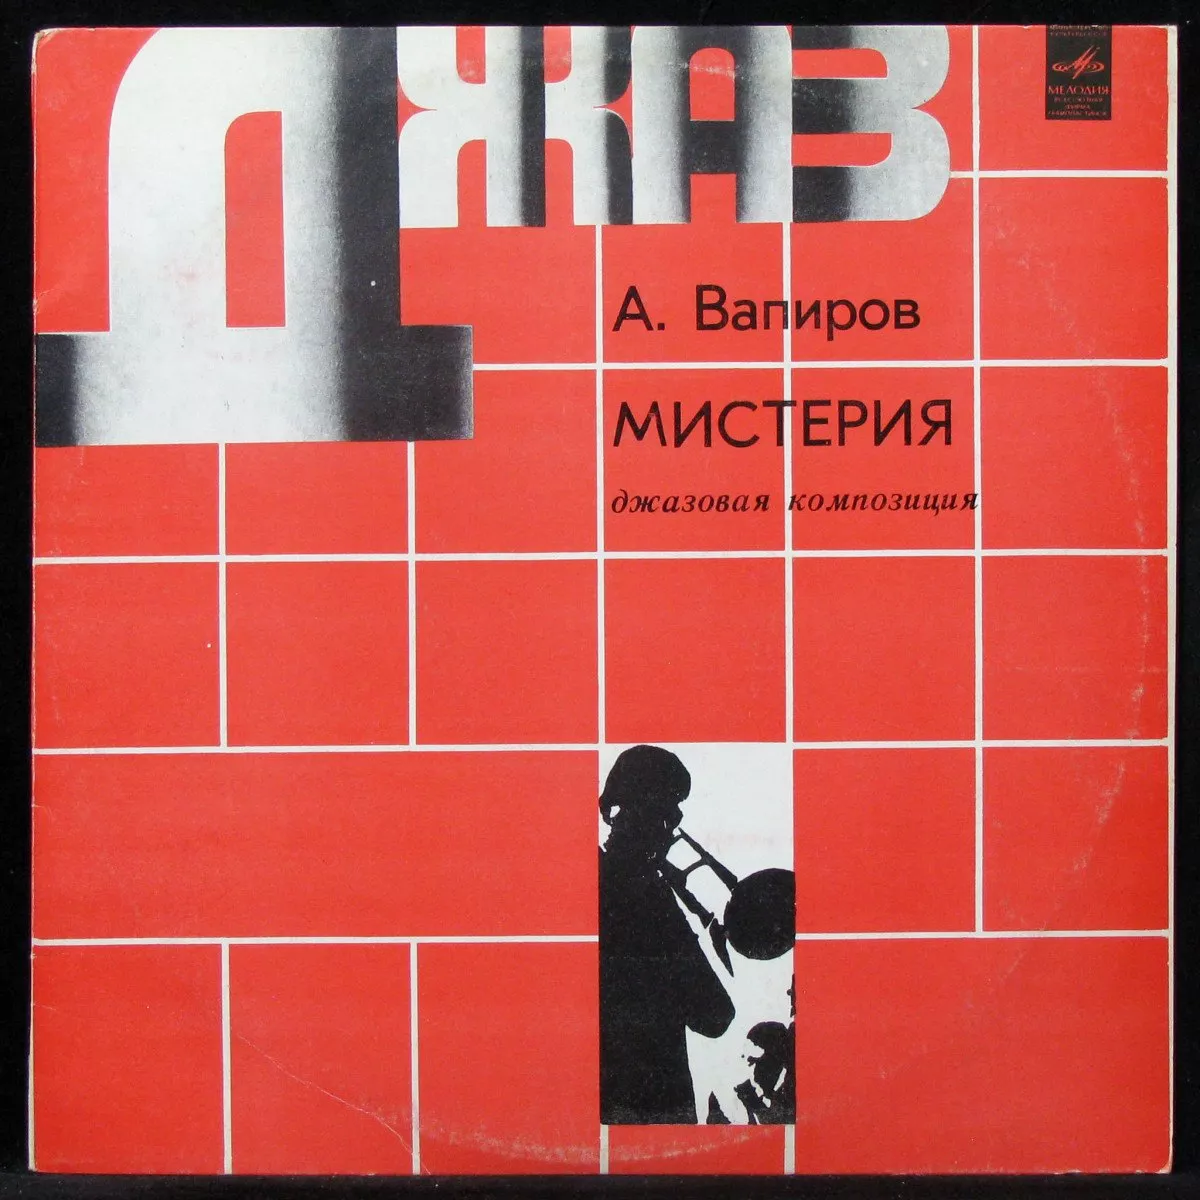 ДЖАЗ
МЕЛОДИЯ
А. Вапиров
МИСТЕРИЯ
джазовая композиция